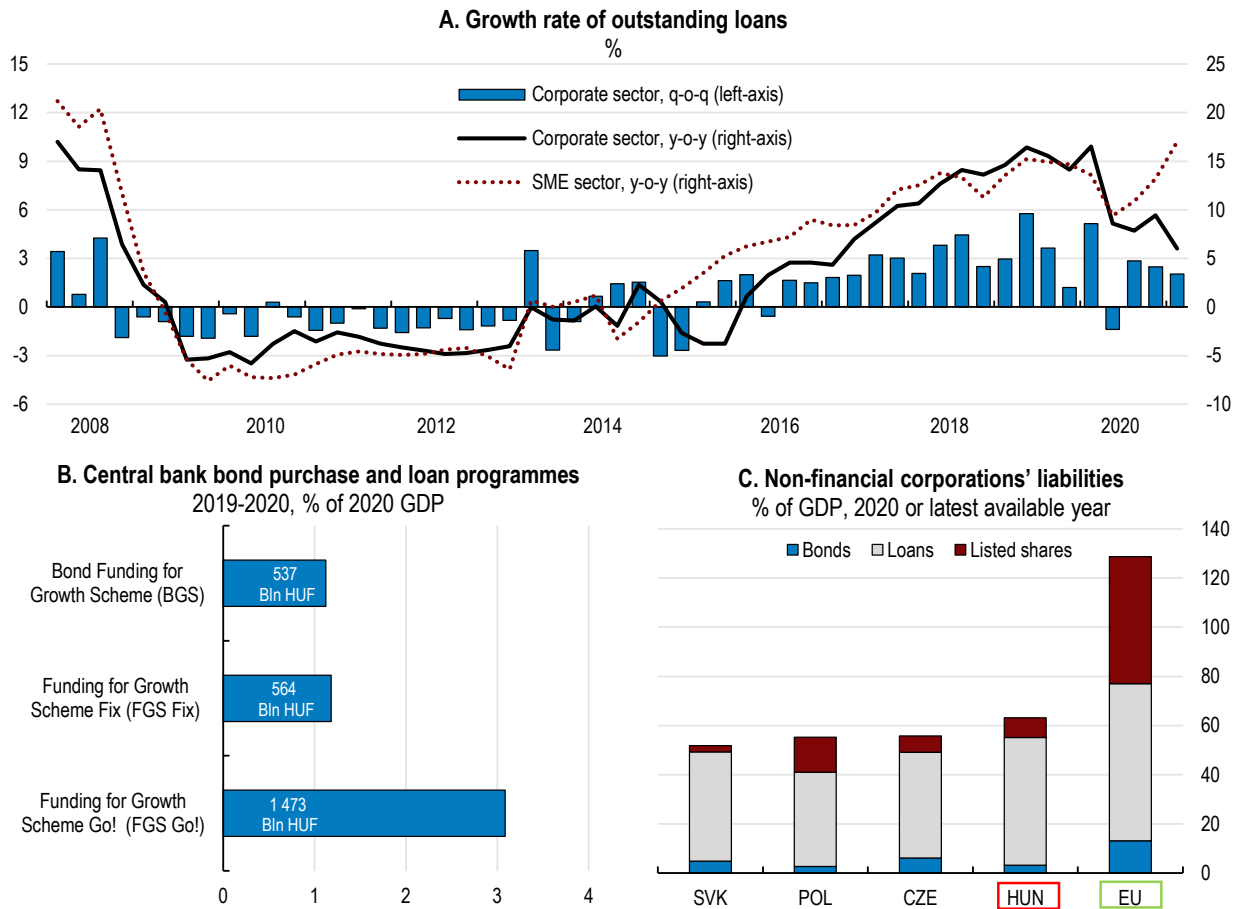 A. Growth rate of outstanding loans
%
15
12
9
6
3
0
-3
-6
25
20
15
10
5
0
-5
-10
Corporate sector, q-o-q (left-axis)
Corporate sector, y-o-y (right-axis)
SME sector, y-o-y (right-axis)
2008
2010
2012
2014
2016
2018
2020
B. Central bank bond purchase and loan programmes
2019-2020, % of 2020 GDP
Bond Funding for
Growth Scheme (BGS)
537
Bln HUF
Funding for Growth
Scheme Fix (FGS Fix)
564
Bln HUF
Funding for Growth
Scheme Go! (FGS Go!)
1 473
Bln HUF
0
1
2
3
4
C. Non-financial corporations' liabilities
% of GDP, 2020 or latest available year
Bonds
Loans
Listed shares
140
120
100
80
60
40
20
0
SVK
POL
CZE
HUN
EU